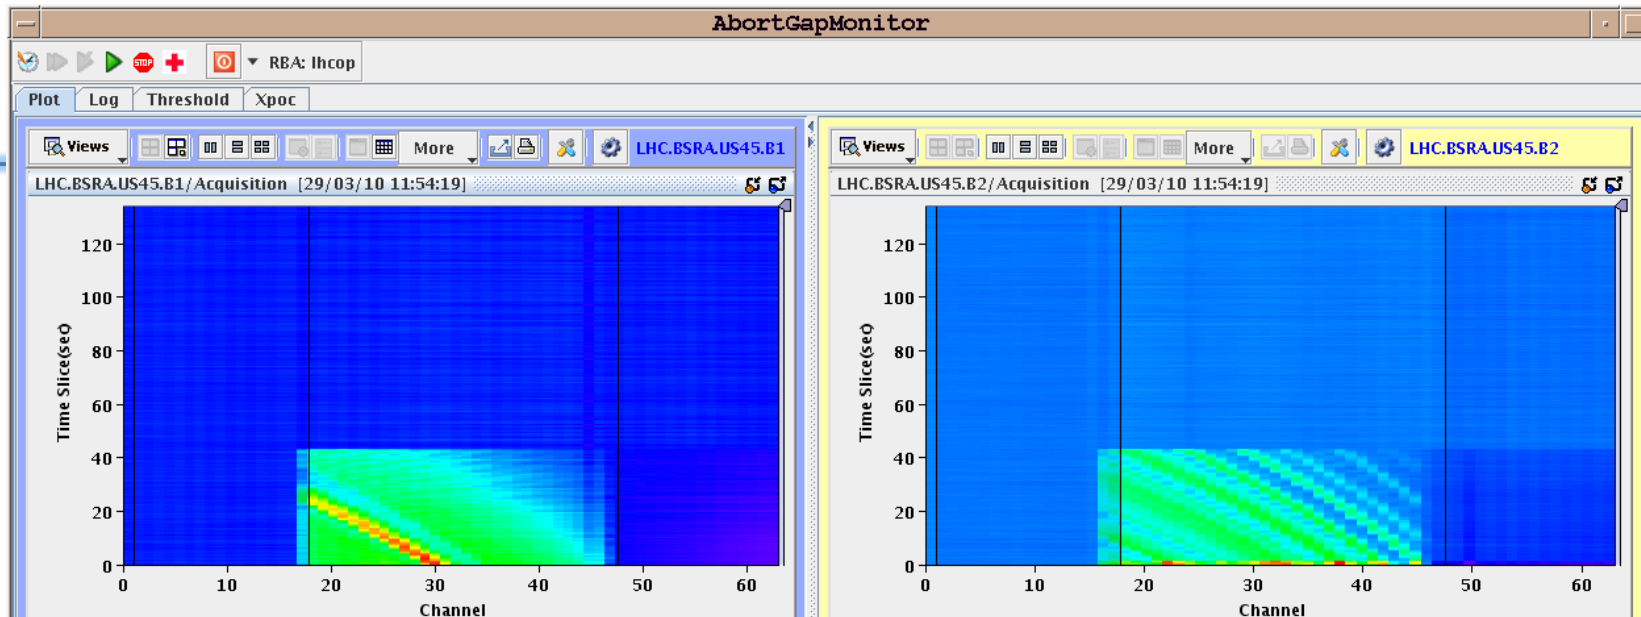 AbortGapMonitor
STOP RBA: lhcop
Plot Log Threshold Xpoc
Views More LHC.BSRA.US45.B1
LHC.BSRA.US45.B1/Acquisition [29/03/10 11:54:19]
Time Slice(sec)
120
100
80
60
40
20
0
0 10 20 30 40 50 60
Channel
Views More LHC.BSRA.US45.B2
LHC.BSRA.US45.B2/Acquisition [29/03/10 11:54:19]
Time Slice(sec)
120
100
80
60
40
20
0
0 10 20 30 40 50 60
Channel